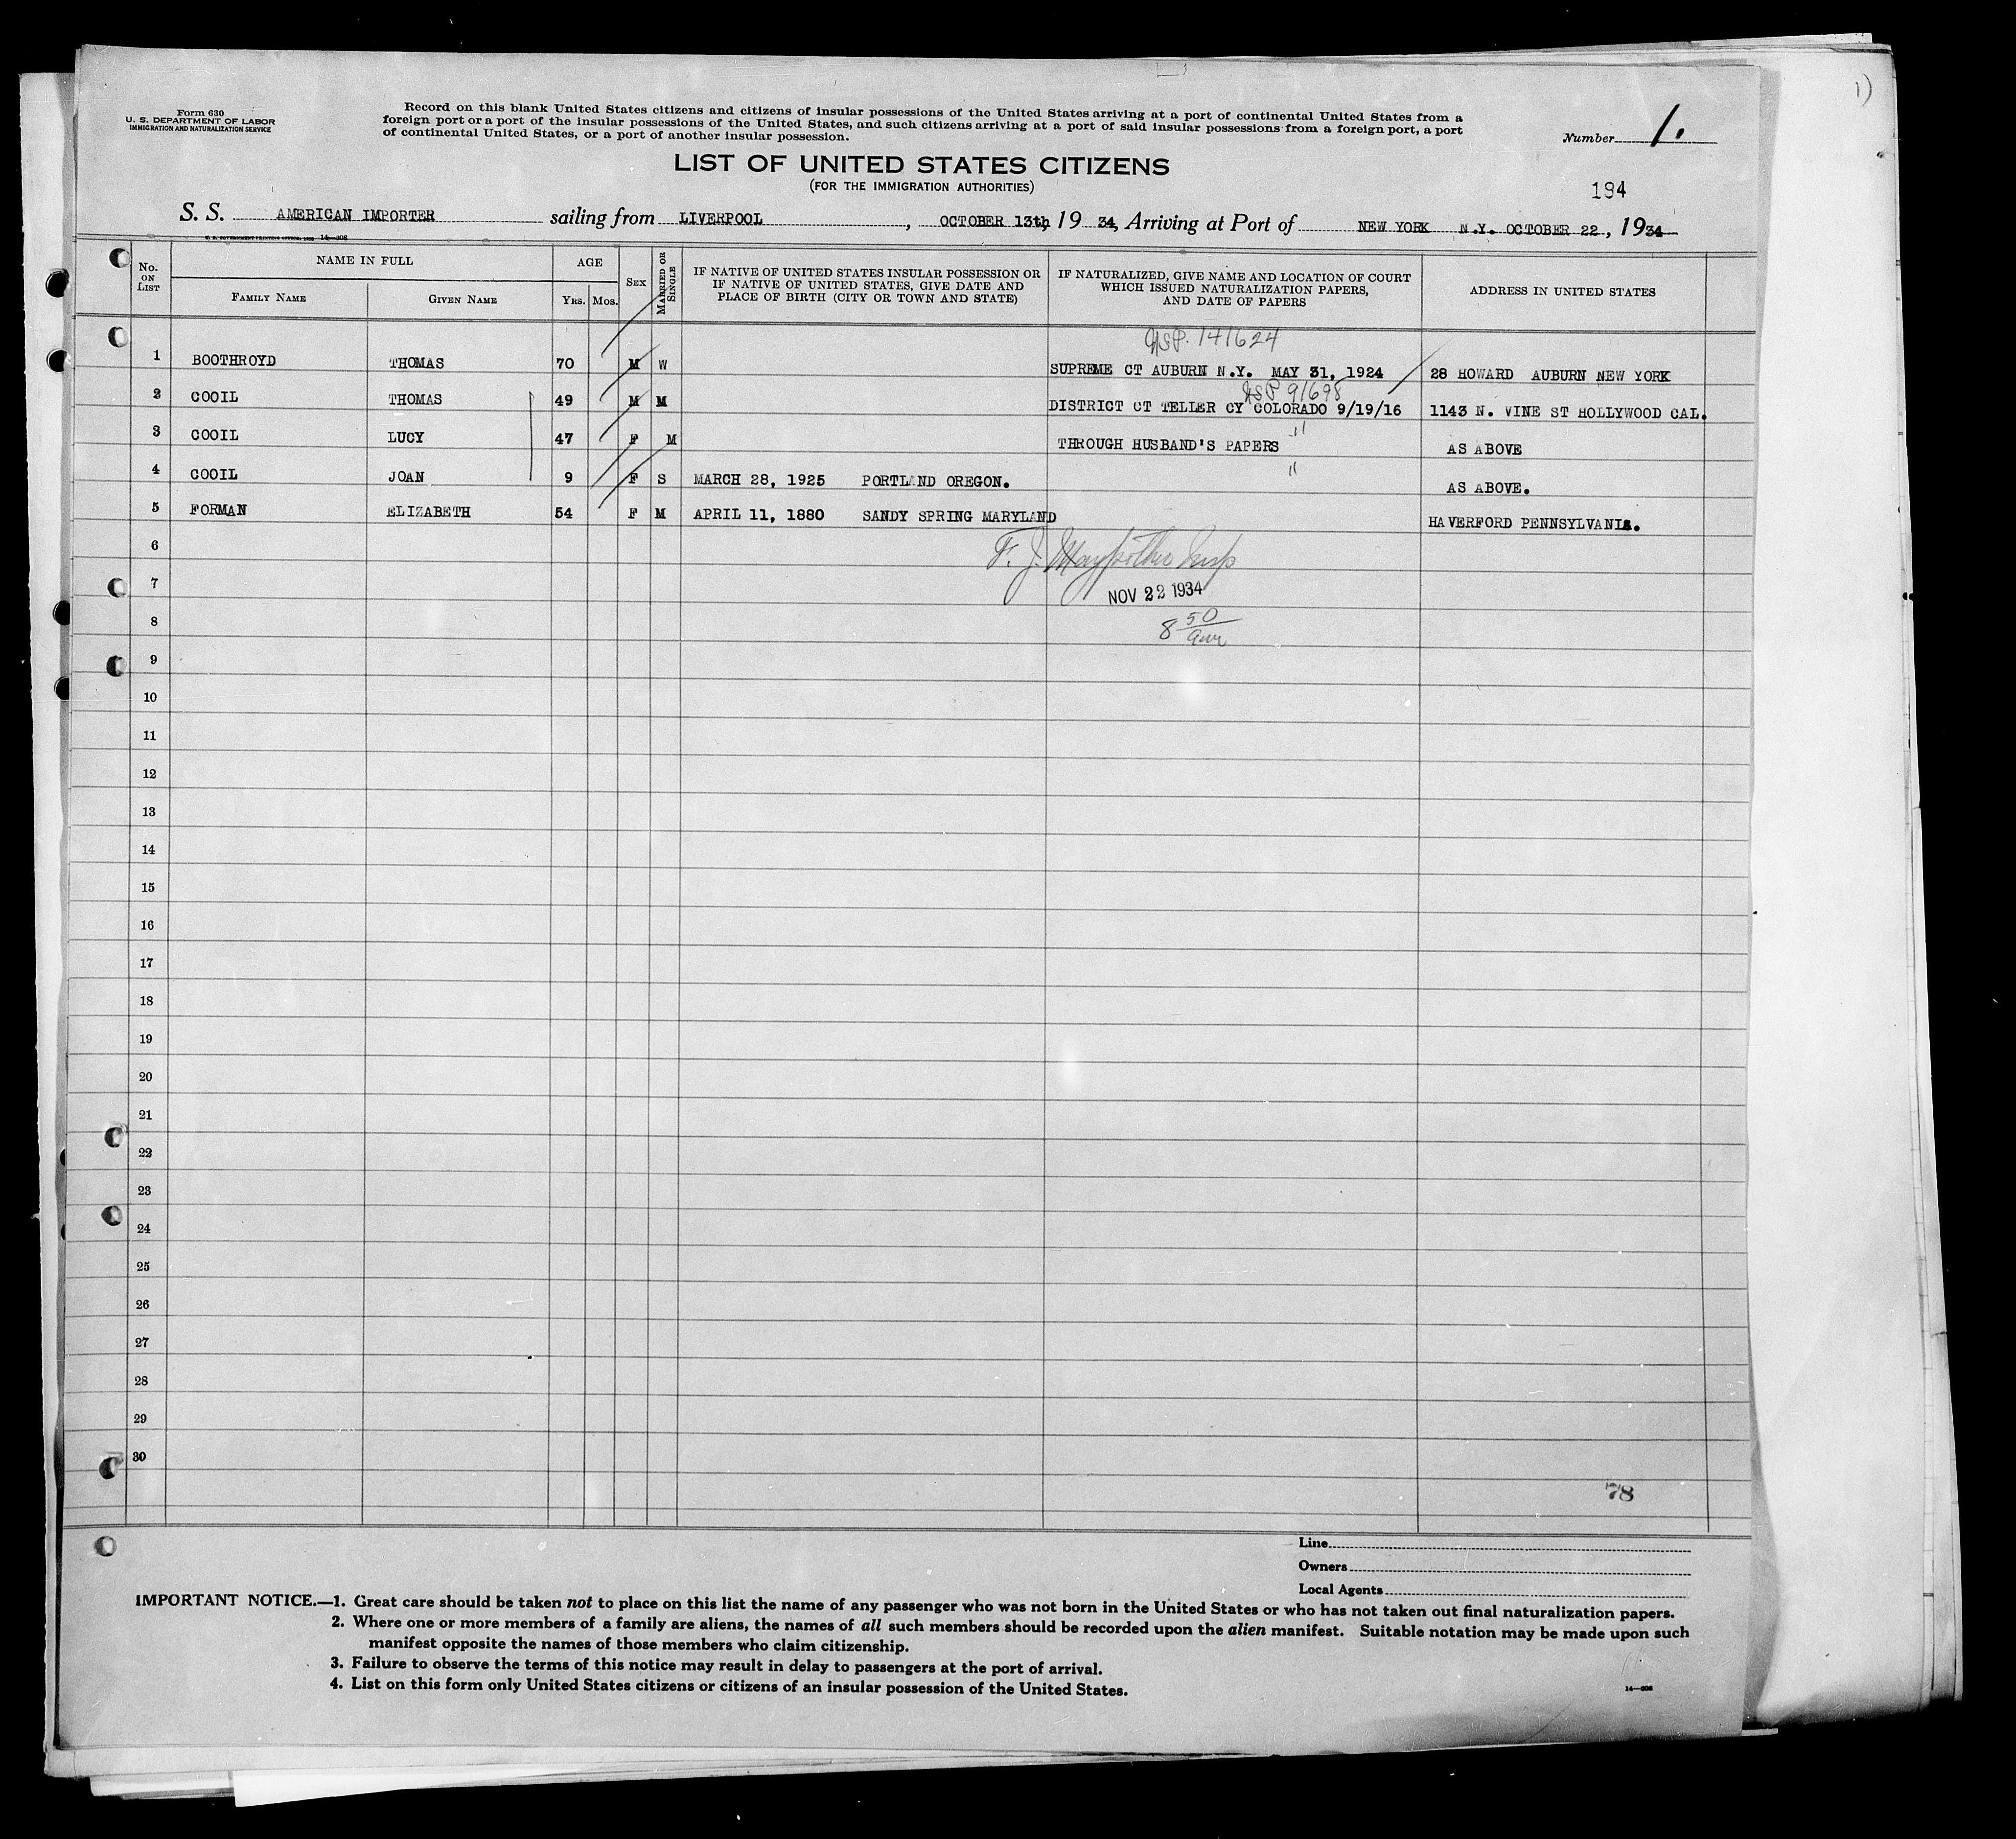 1)
Form 630
U. S. DEPARTMENT OF LABOR
IMMIGRATION AND NATURALIZATION SERVICE
Record on this blank United States citizens and citizens of insular possessions of the United States arriving at a port of continental United States from a
foreign port or a port of the insular possessions of the United States, and such citizens arriving at a port of said insular possessions from a foreign port, a port
of continental United States, or a port of another insular possession.
Number 1.
LIST OF UNITED STATES CITIZENS
(FOR THE IMMIGRATION AUTHORITIES)
194
S. S. AMERICAN IMPORTER sailing from LIVERPOOL, OCTOBER 13th, 19 34, Arriving at Port of NEW YORK N.Y. OCTOBER 22, 1934
U. S. GOVERNMENT PRINTING OFFICE: 14—608
No. on List NAME IN FULL AGE Sex Married or Single IF NATIVE OF UNITED STATES INSULAR POSSESSION OR IF NATIVE OF UNITED STATES, GIVE DATE AND PLACE OF BIRTH (CITY OR TOWN AND STATE) IF NATURALIZED, GIVE NAME AND LOCATION OF COURT WHICH ISSUED NATURALIZATION PAPERS, AND DATE OF PAPERS ADDRESS IN UNITED STATES
Family Name Given Name Yrs. Mos.
USP. 141624
1 BOOTHROYD THOMAS 70 M W SUPREME CT AUBURN N.Y. MAY 31, 1924 28 HOWARD AUBURN NEW YORK
USP 91698
2 COOIL THOMAS 49 M M DISTRICT CT TELLER CY COLORADO 9/19/16 1143 N. VINE ST HOLLYWOOD CAL.
3 COOIL LUCY 47 F M THROUGH HUSBAND'S PAPERS " AS ABOVE
4 COOIL JOAN 9 F S MARCH 28, 1925 PORTLAND OREGON. " AS ABOVE.
5 FORMAN ELIZABETH 54 F M APRIL 11, 1880 SANDY SPRING MARYLAND HAVERFORD PENNSYLVANIA.
6 F. J. Insp
7 NOV 22 1934
8 8 50/am
9
10
11
12
13
14
15
16
17
18
19
20
21
22
23
24
25
26
27
28
29
30
78
Line
Owners
Local Agents
IMPORTANT NOTICE.—1. Great care should be taken not to place on this list the name of any passenger who was not born in the United States or who has not taken out final naturalization papers.
2. Where one or more members of a family are aliens, the names of all such members should be recorded upon the alien manifest. Suitable notation may be made upon such
manifest opposite the names of those members who claim citizenship.
3. Failure to observe the terms of this notice may result in delay to passengers at the port of arrival.
4. List on this form only United States citizens or citizens of an insular possession of the United States.
14—608